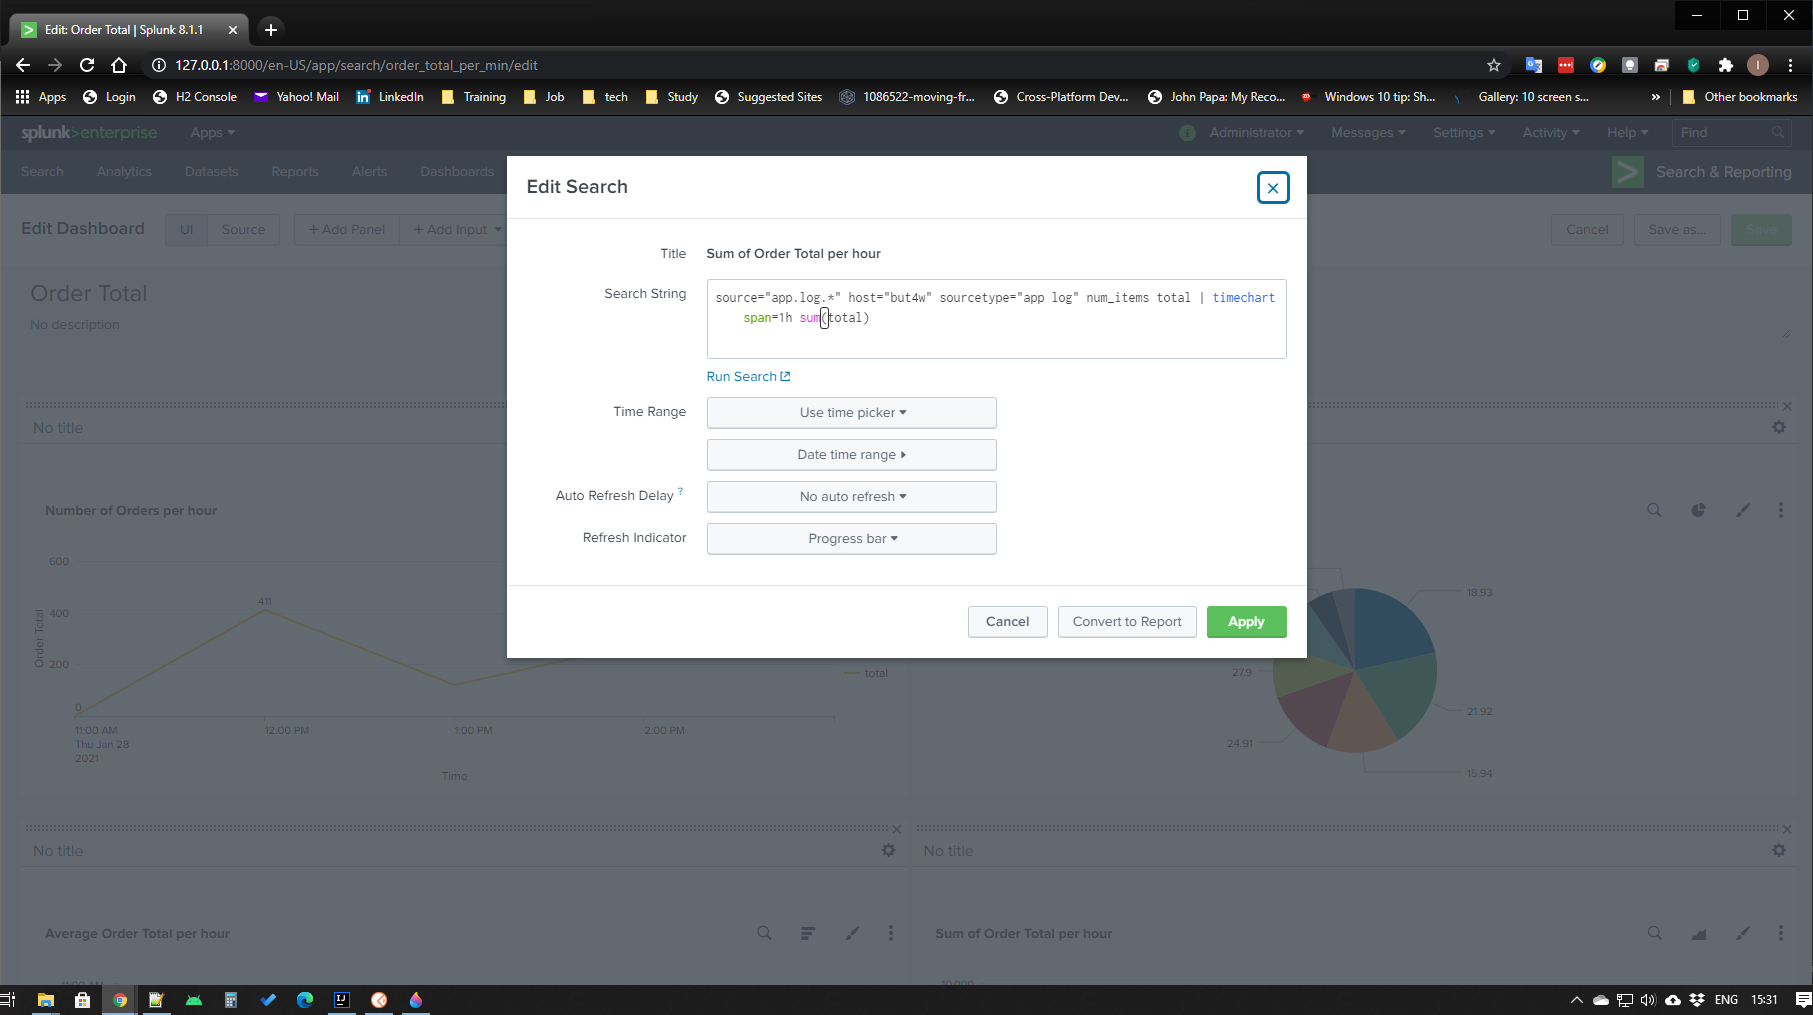 Edit: Order Total | Splunk 8.1.1
127.0.0.1:8000/en-US/app/search/order_total_per_min/edit
Apps Login H2 Console Yahoo! Mail LinkedIn Training Job tech Study Suggested Sites 1086522-moving-fr... Cross-Platform Dev... John Papa: My Reco... Windows 10 tip: Sh... Gallery: 10 screen s... » Other bookmarks
splunk>enterprise Apps Administrator Messages Settings Activity Help Find
Search Analytics Datasets Reports Alerts Dashboards Search & Reporting
Edit Dashboard UI Source + Add Panel + Add Input Cancel Save as... Save
Order Total
No description
Edit Search
Title Sum of Order Total per hour
Search String source="app.log.*" host="but4w" sourcetype="app log" num_items total | timechart
span=1h sum(total)
Run Search
Time Range Use time picker
Date time range
Auto Refresh Delay ? No auto refresh
Refresh Indicator Progress bar
Cancel Convert to Report Apply
No title
Number of Orders per hour
600
400
200
0
411
Order Total
total
11:00 AM
Thu Jan 28
2021
12:00 PM
1:00 PM
2:00 PM
Time
18.93
21.92
15.94
24.91
27.9
No title
No title
Average Order Total per hour
Sum of Order Total per hour
ENG 15:31